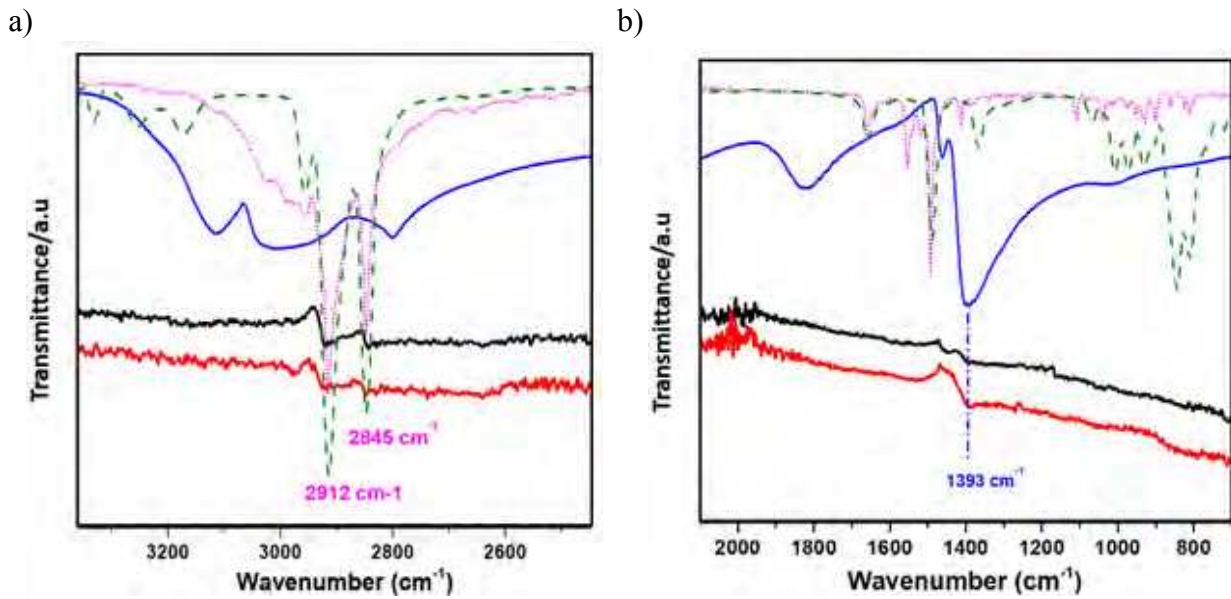 a)
b)
Transmittance/a.u
2845 cm⁻¹
2912 cm-1
3200 3000 2800 2600
Wavenumber (cm⁻¹)
Transmittance/a.u
1393 cm⁻¹
2000 1800 1600 1400 1200 1000 800
Wavenumber (cm⁻¹)